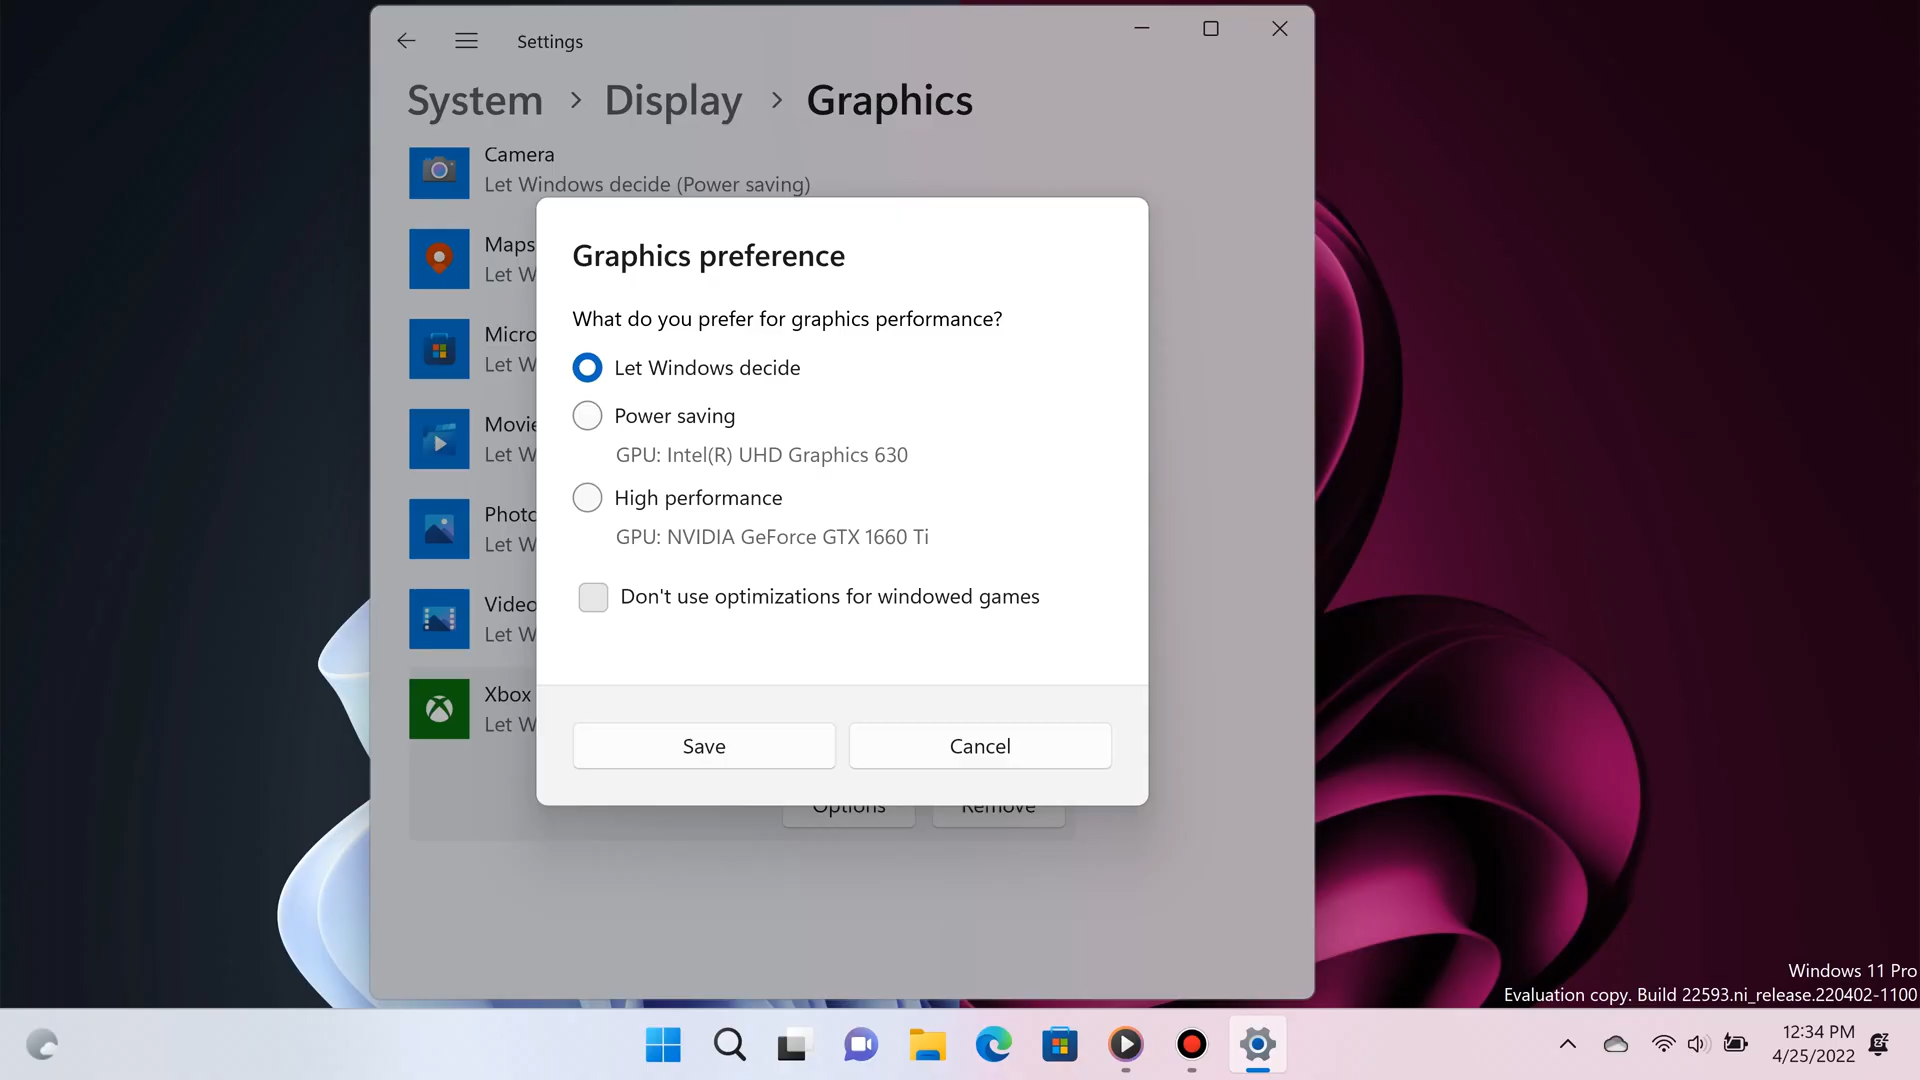 Settings
System > Display > Graphics
Camera
Let Windows decide (Power saving)
Maps
Let W
Micro
Let W
Movie
Let W
Photo
Let W
Video
Let W
Xbox
Let W
Graphics preference
What do you prefer for graphics performance?
Let Windows decide
Power saving
GPU: Intel(R) UHD Graphics 630
High performance
GPU: NVIDIA GeForce GTX 1660 Ti
Don't use optimizations for windowed games
Save Cancel
Options Remove
Windows 11 Pro
Evaluation copy. Build 22593.ni_release.220402-1100
12:34 PM
4/25/2022